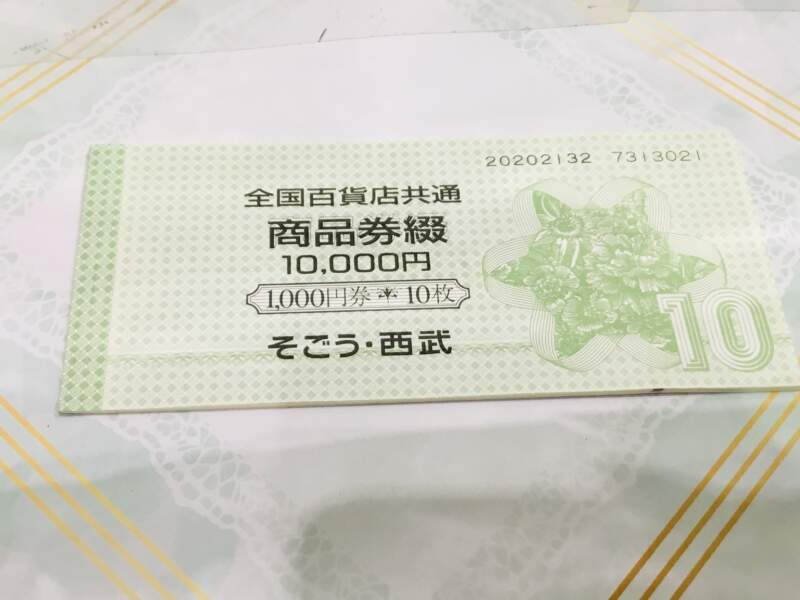 20202132 7313021
全国百貨店共通
商品券綴
10,000円
1,000円券＊10枚
そごう・西武
10